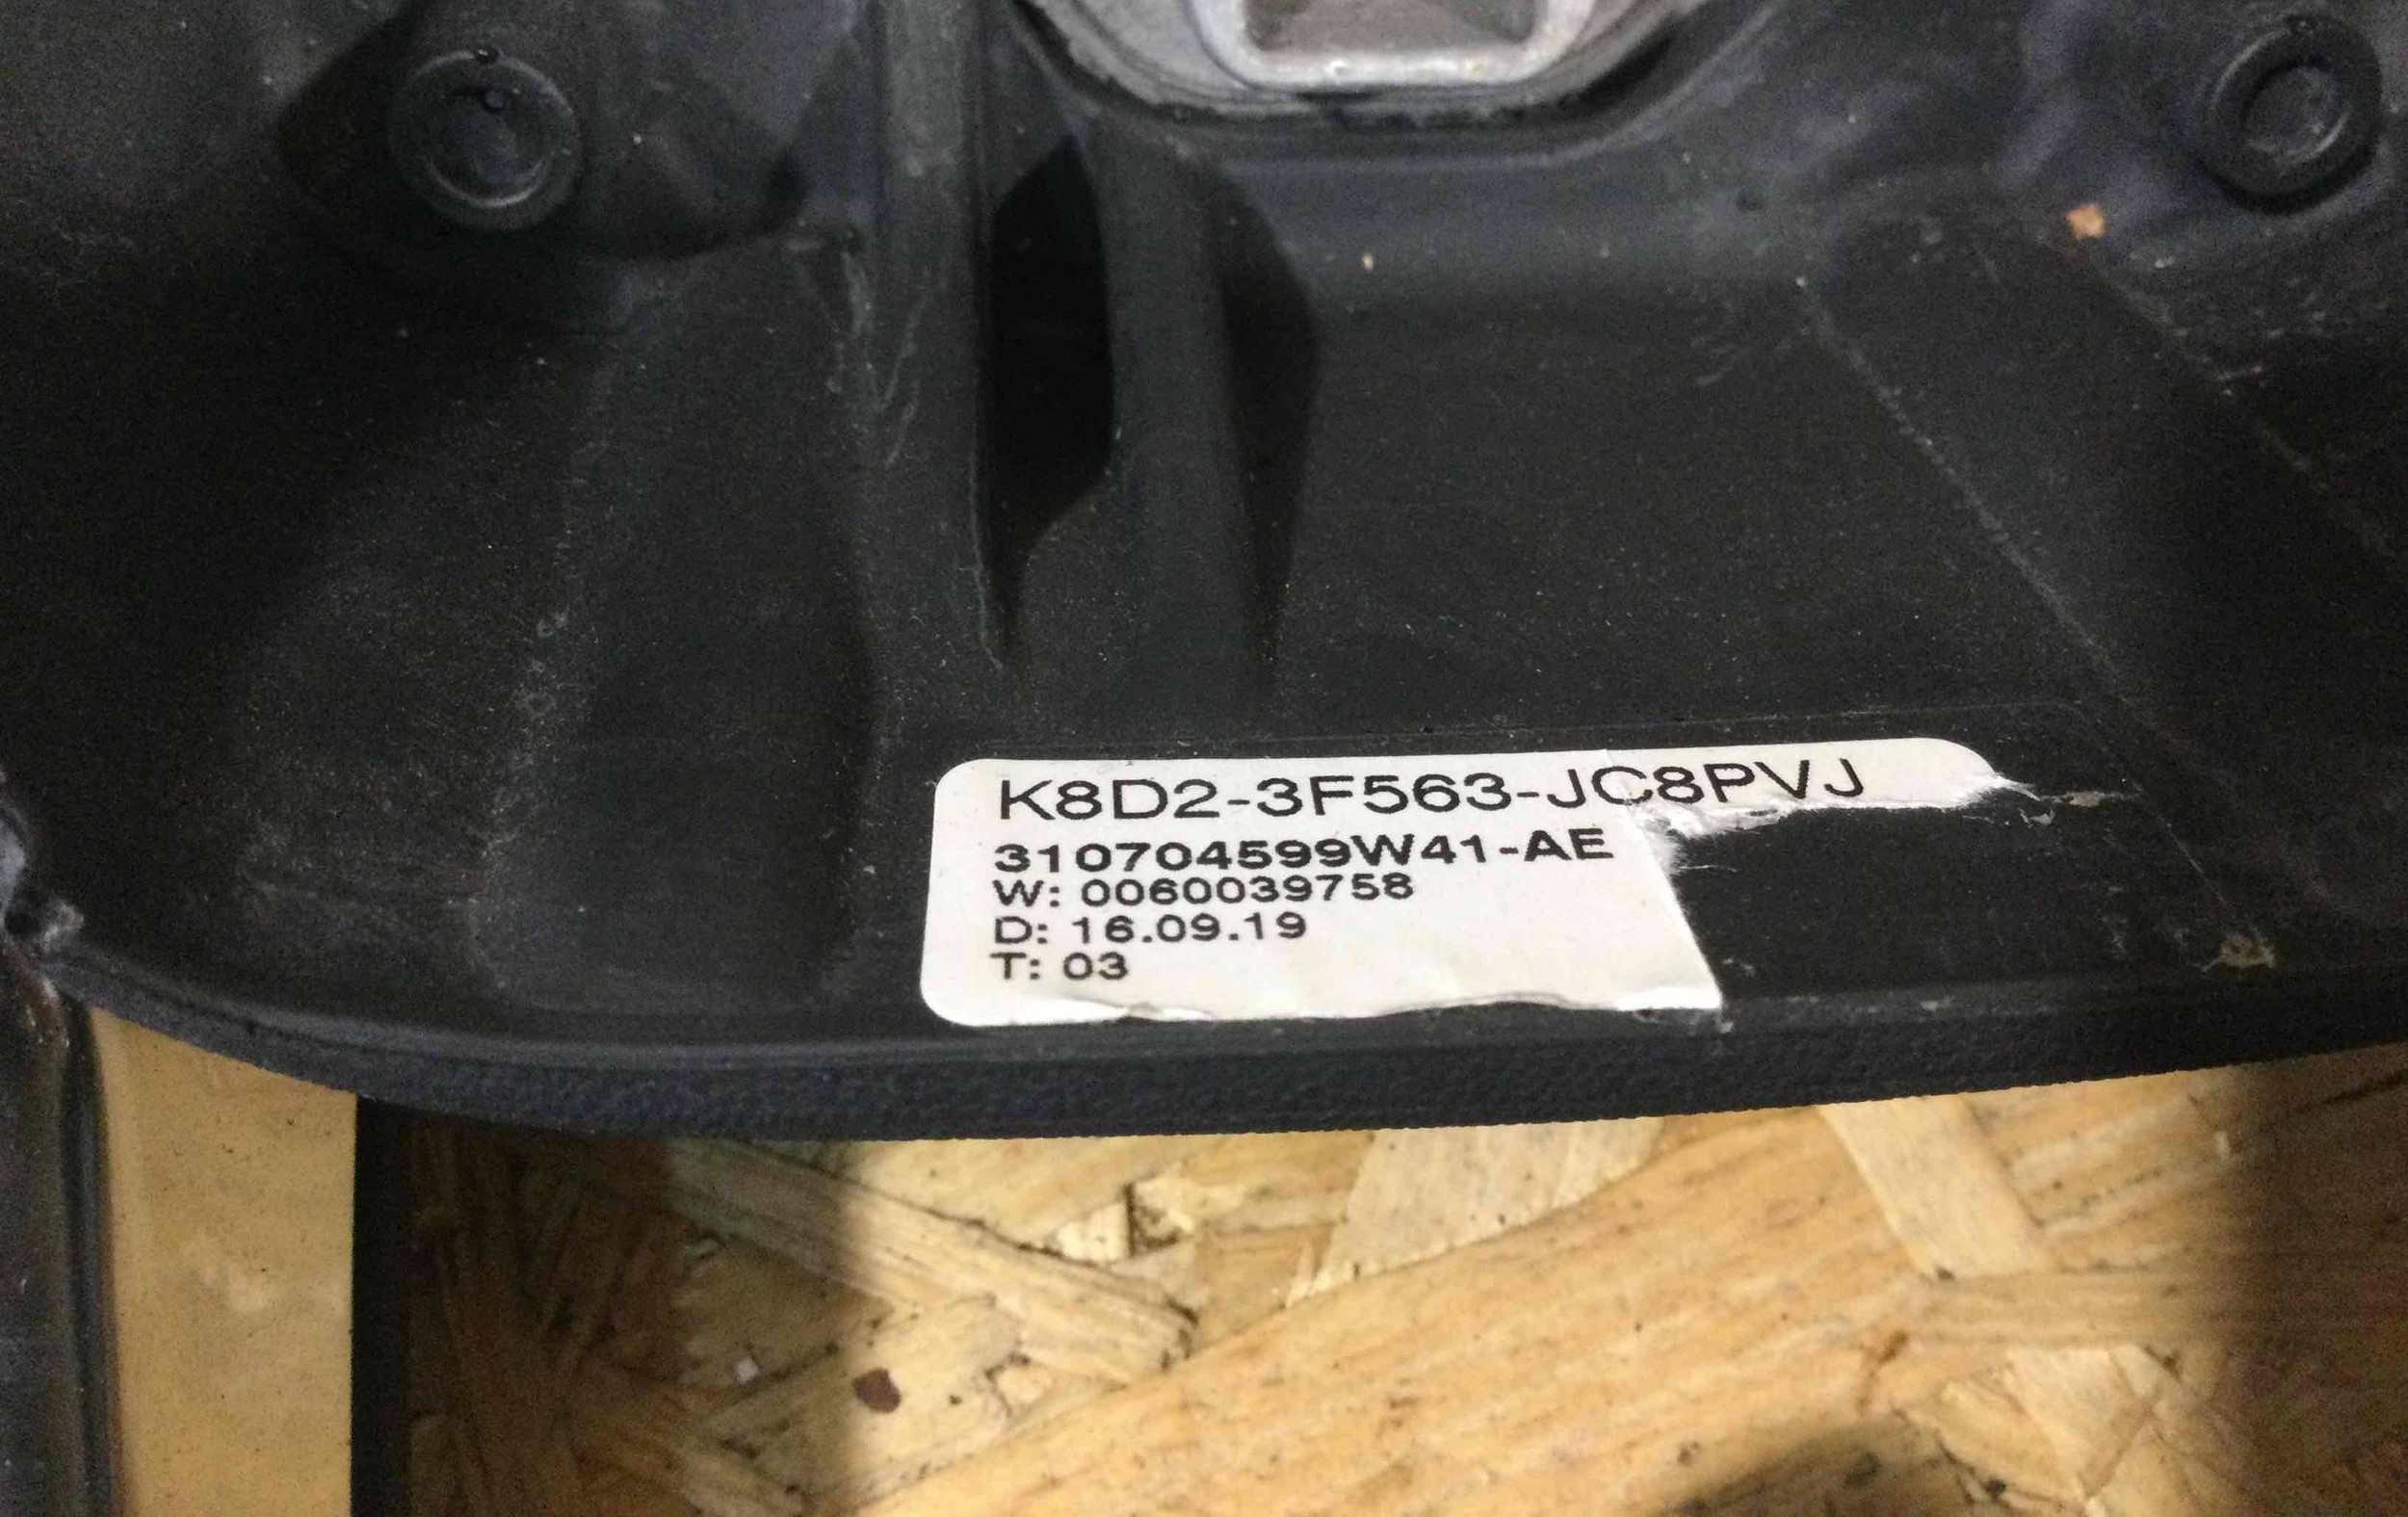 K8D2-3F563-JC8PVJ
310704599W41-AE
W: 0060039758
D: 16.09.19
T: 03